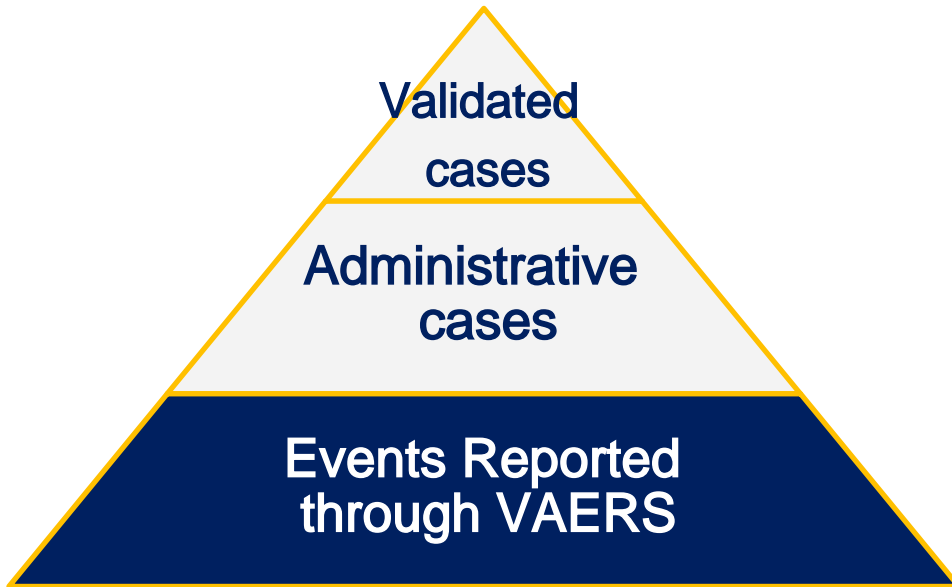 Validated
cases
Administrative
cases
Events Reported
through VAERS